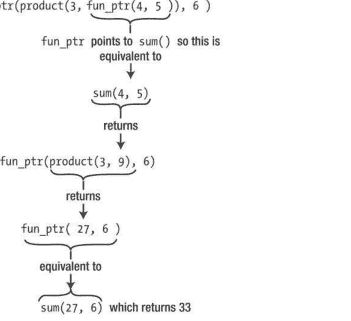 tr(product(3, fun_ptr(4, 5 )), 6 )
fun_ptr points to sum() so this is
equivalent to
sum(4, 5)
returns
fun_ptr(product(3, 9), 6)
returns
fun_ptr( 27, 6 )
equivalent to
sum(27, 6) which returns 33